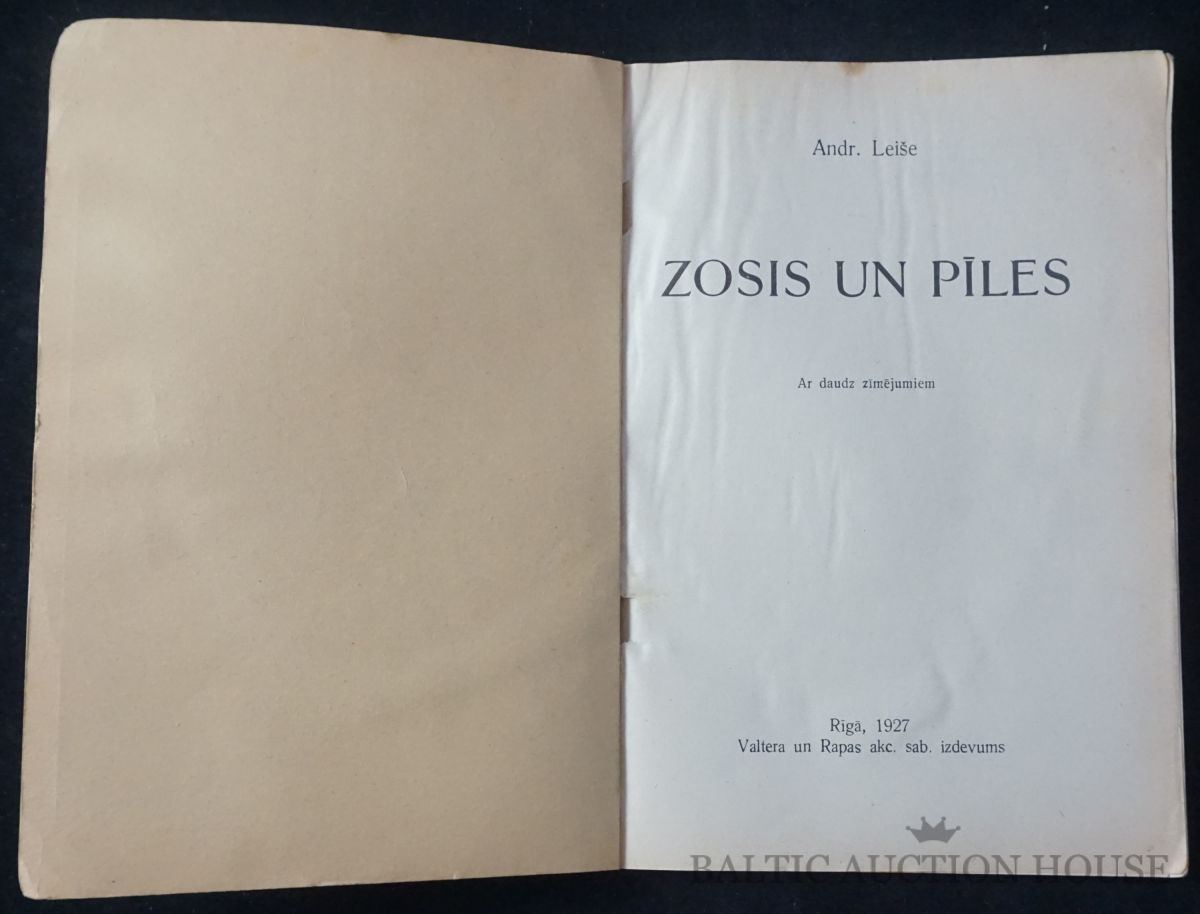 Andr. Leiše
ZOSIS UN PĪLES
Ar daudz zīmējumiem
Rīgā, 1927
Valtera un Rapas akc. sab. izdevums
BALTIC AUCTION HOUSE